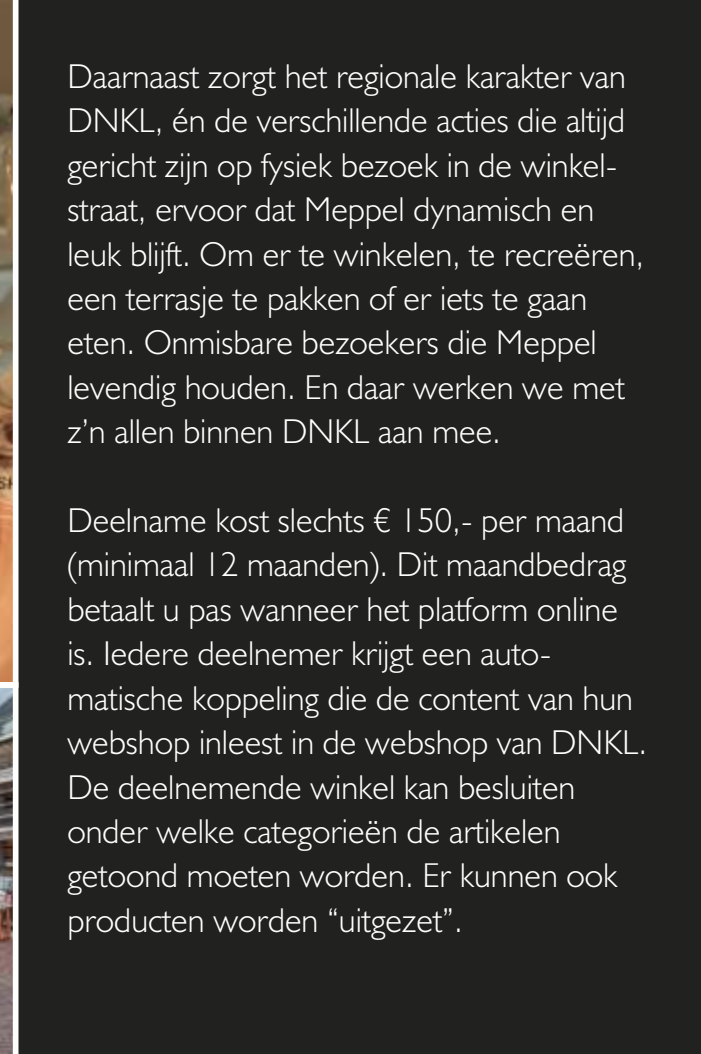 Daarnaast zorgt het regionale karakter van
DNKL, én de verschillende acties die altijd
gericht zijn op fysiek bezoek in de winkel-
straat, ervoor dat Meppel dynamisch en
leuk blijft. Om er te winkelen, te recreëren,
een terrasje te pakken of er iets te gaan
eten. Onmisbare bezoekers die Meppel
levendig houden. En daar werken we met
z’n allen binnen DNKL aan mee.

Deelname kost slechts € 150,- per maand
(minimaal 12 maanden). Dit maandbedrag
betaalt u pas wanneer het platform online
is. Iedere deelnemer krijgt een auto-
matische koppeling die de content van hun
webshop inleest in de webshop van DNKL.
De deelnemende winkel kan besluiten
onder welke categorieën de artikelen
getoond moeten worden. Er kunnen ook
producten worden “uitgezet”.